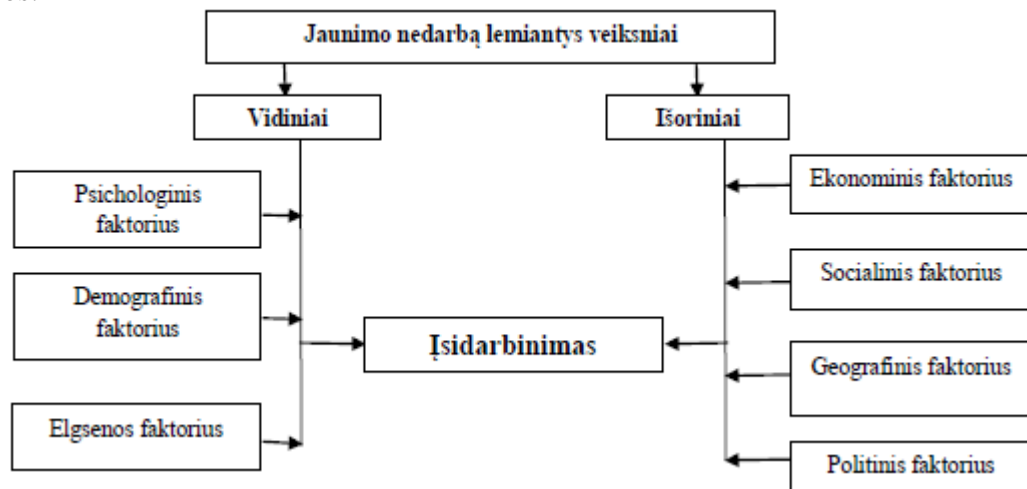 Jaunimo nedarbą lemiantys veiksniai
Vidiniai
Išoriniai
Psichologinis
faktorius
Ekonominis faktorius
Demografinis
faktorius
Socialinis faktorius
Įsidarbinimas
Geografinis faktorius
Elgsenos faktorius
Politinis faktorius